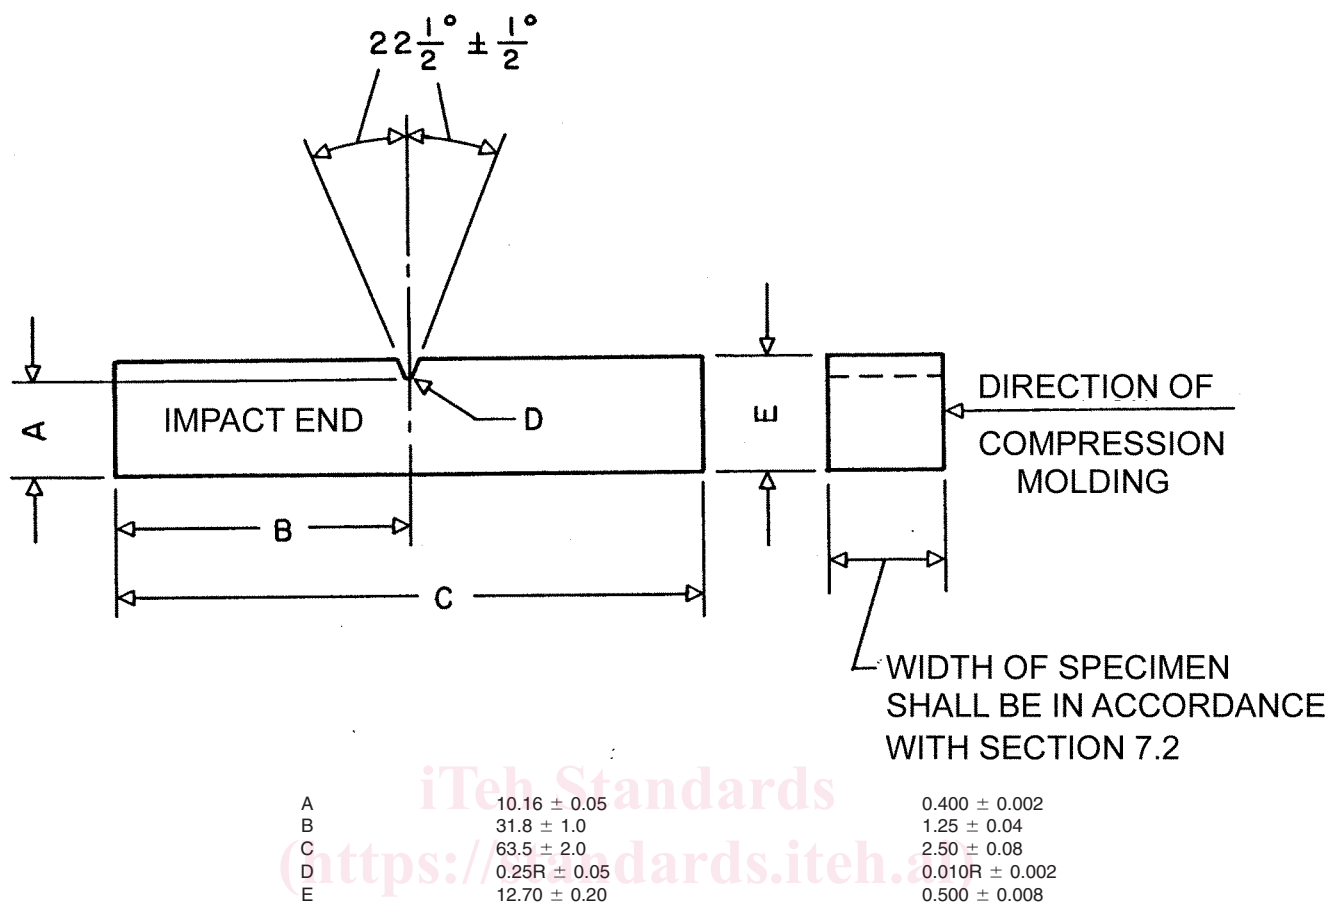 22 1/2° ± 1/2°
IMPACT END
A
B
C
D
E
DIRECTION OF
COMPRESSION
MOLDING
WIDTH OF SPECIMEN
SHALL BE IN ACCORDANCE
WITH SECTION 7.2
iTeh Standards
(https://standards.iteh.ai)
A 10.16 ± 0.05 0.400 ± 0.002
B 31.8 ± 1.0 1.25 ± 0.04
C 63.5 ± 2.0 2.50 ± 0.08
D 0.25R ± 0.05 0.010R ± 0.002
E 12.70 ± 0.20 0.500 ± 0.008